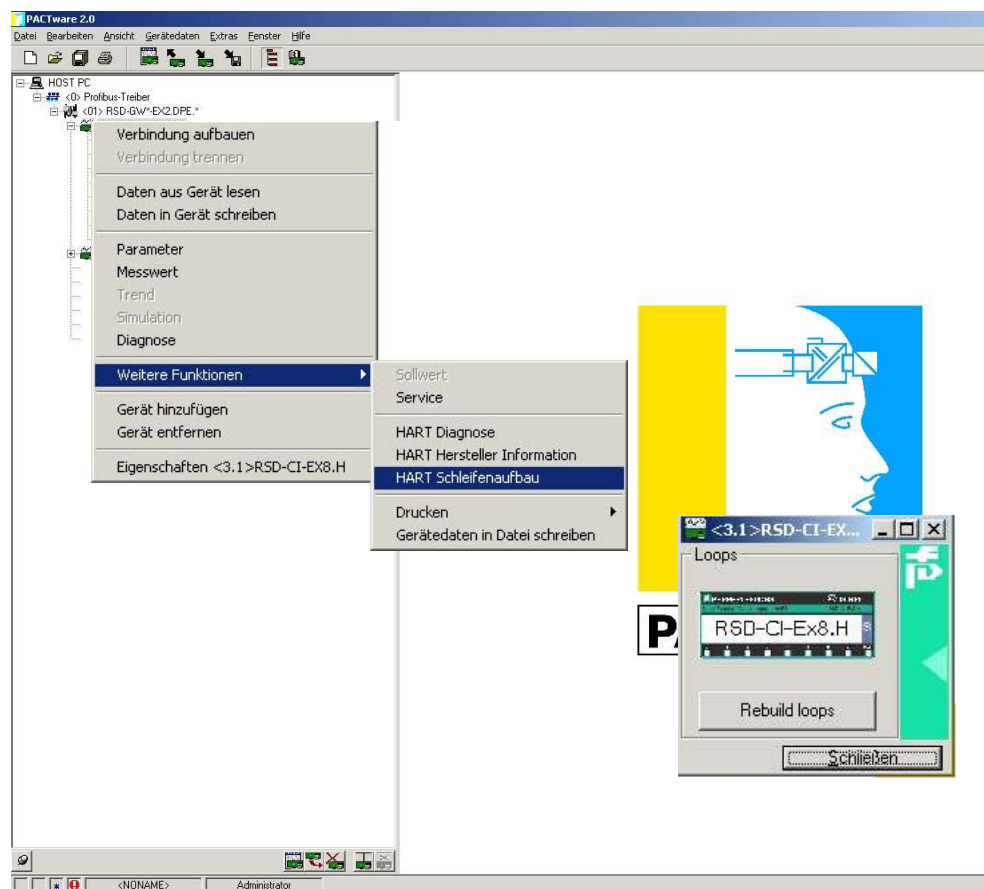 PACTware 2.0
Datei Bearbeiten Ansicht Gerätedaten Extras Fenster Hilfe
HOST PC
<0> Profibus-Treiber
<01> RSD-GW*-EX2.DPE.*
Verbindung aufbauen
Verbindung trennen
Daten aus Gerät lesen
Daten in Gerät schreiben
Parameter
Messwert
Trend
Simulation
Diagnose
Weitere Funktionen
Gerät hinzufügen
Gerät entfernen
Eigenschaften <3.1>RSD-CI-EX8.H
Sollwert
Service
HART Diagnose
HART Hersteller Information
HART Schleifenaufbau
Drucken
Gerätedaten in Datei schreiben
<3.1>RSD-CI-EX...
Loops
RSD-CI-Ex8.H
Rebuild loops
Schließen
<NONAME> Administrator